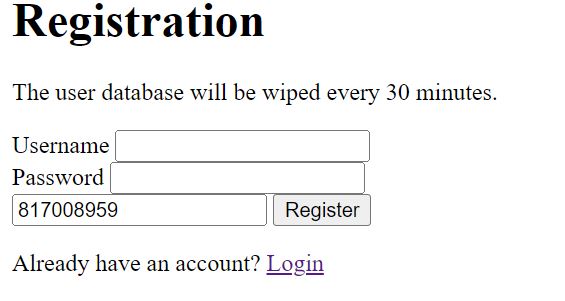 Registration
The user database will be wiped every 30 minutes.
Username
Password
817008959 Register
Already have an account? Login